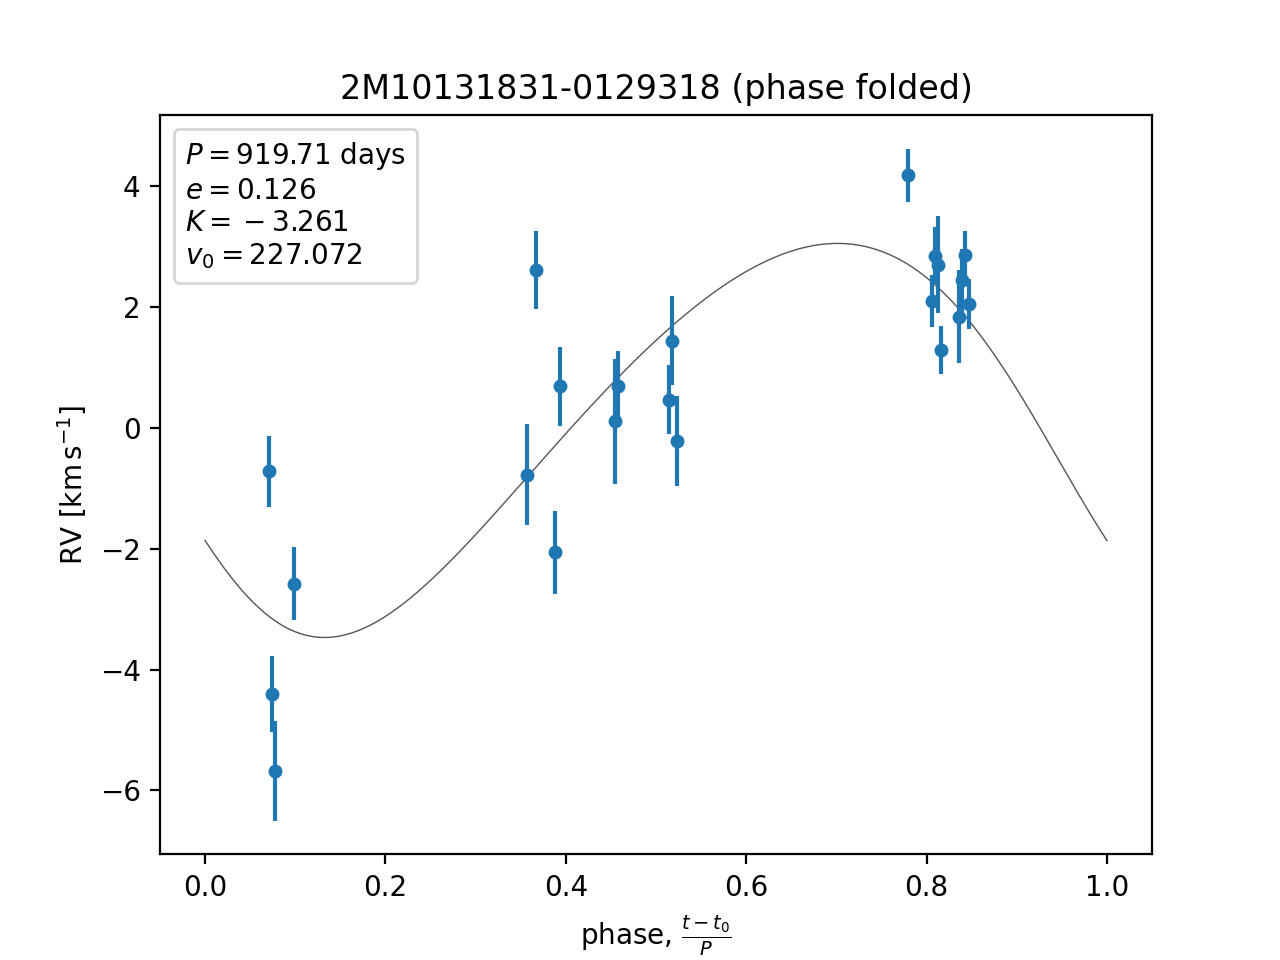 2M10131831-0129318 (phase folded)
P = 919.71 days
e = 0.126
K = −3.261
v₀ = 227.072
4
2
0
−2
−4
−6
RV [km s⁻¹]
0.0 0.2 0.4 0.6 0.8 1.0
phase, (t − t₀)/P